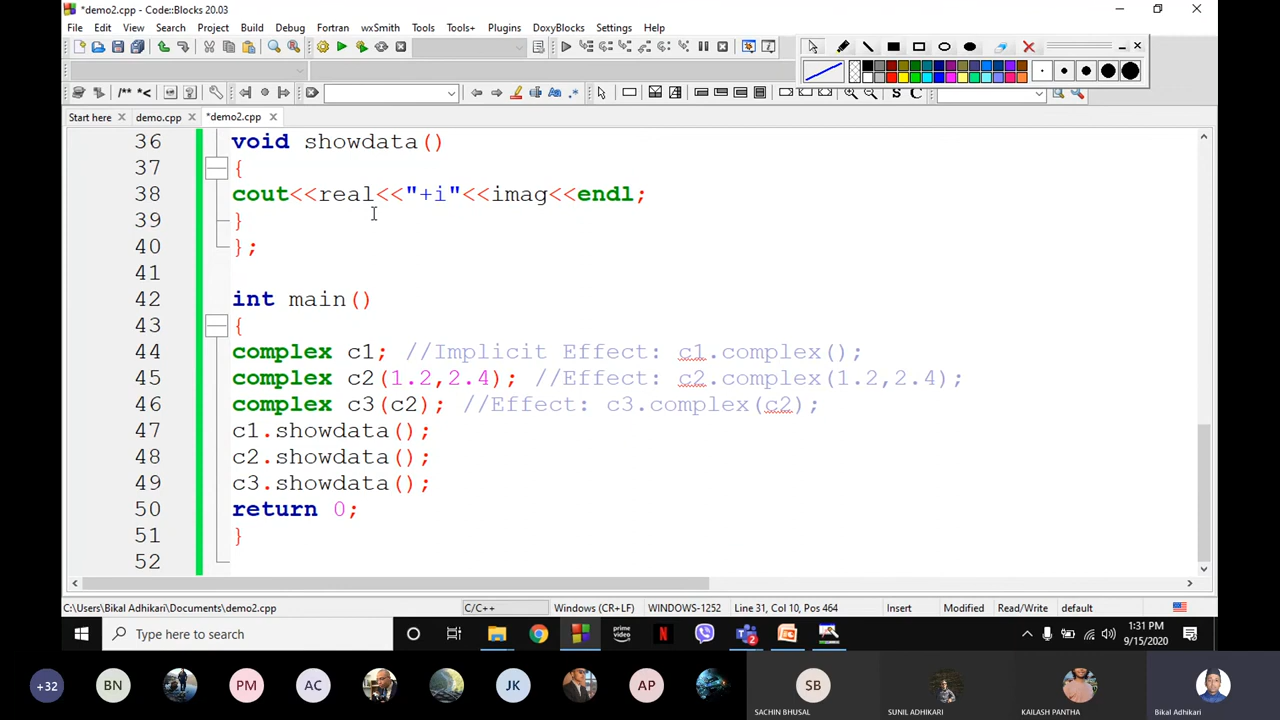 *demo2.cpp - Code::Blocks 20.03
File Edit View Search Project Build Debug Fortran wxSmith Tools Tools+ Plugins DoxyBlocks Settings Help
/** *< Aa .* S C
Start here demo.cpp *demo2.cpp
36 void showdata()
37 {
38 cout<<real<<"+i"<<imag<<endl;
39 }
40 };
41
42 int main()
43 {
44 complex c1; //Implicit Effect: c1.complex();
45 complex c2(1.2,2.4); //Effect: c2.complex(1.2,2.4);
46 complex c3(c2); //Effect: c3.complex(c2);
47 c1.showdata();
48 c2.showdata();
49 c3.showdata();
50 return 0;
51 }
52
C:\Users\Bikal Adhikari\Documents\demo2.cpp C/C++ Windows (CR+LF) WINDOWS-1252 Line 31, Col 10, Pos 464 Insert Modified Read/Write default
Type here to search prime video N 2 1:31 PM
9/15/2020
+32 BN PM AC JK AP SB
SACHIN BHUSAL SUNIL ADHIKARI KAILASH PANTHA Bikal Adhikari